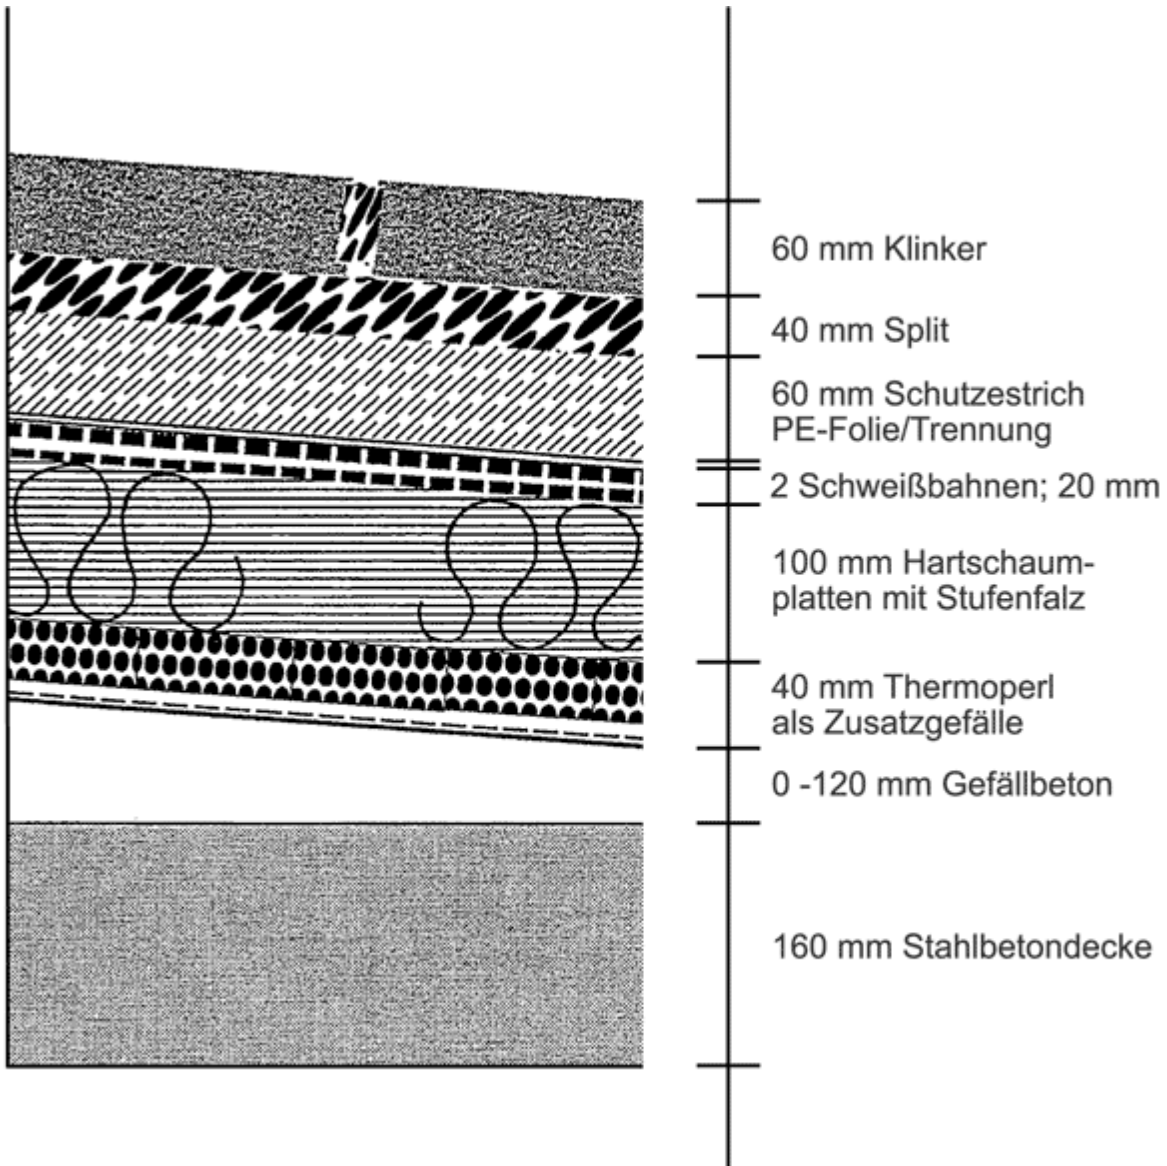 60 mm Klinker
40 mm Split
60 mm Schutzestrich
PE-Folie/Trennung
2 Schweißbahnen; 20 mm
100 mm Hartschaum-
platten mit Stufenfalz
40 mm Thermoperl
als Zusatzgefälle
0 -120 mm Gefällbeton
160 mm Stahlbetondecke